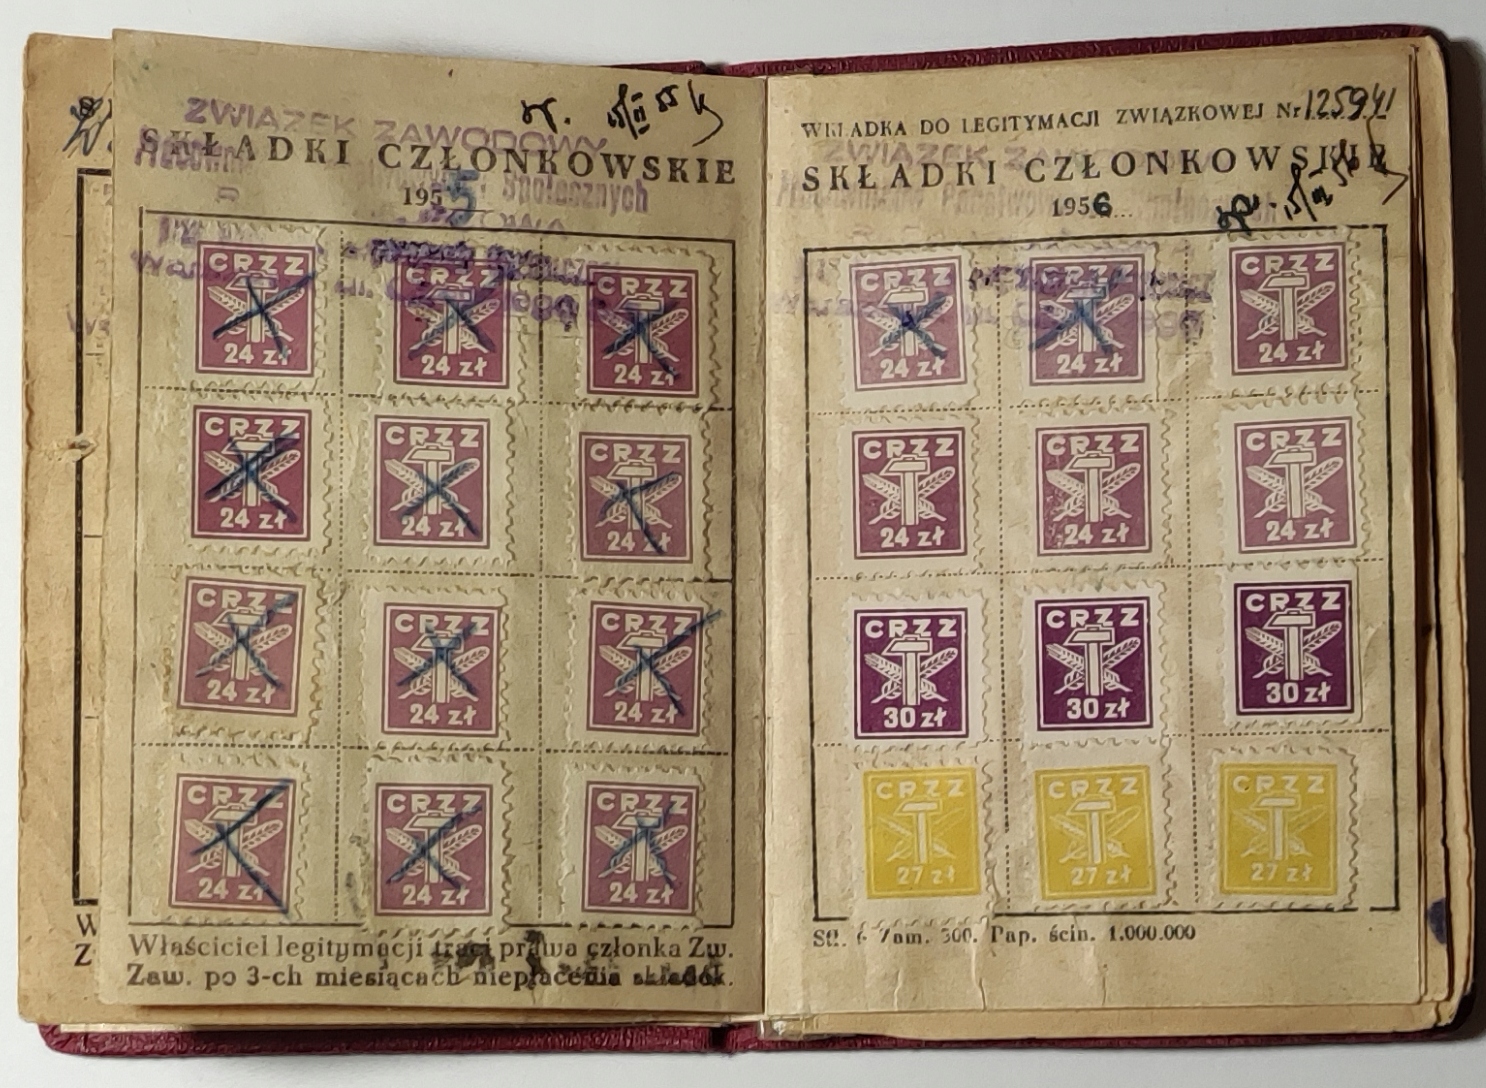 ZWIĄZEK ZAWODOWY
SKŁADKI CZŁONKOWSKIE
Społecznych
1955
CRZZ CRZZ CRZZ
24 zł 24 zł 24 zł
CRZZ CRZZ CRZZ
24 zł 24 zł 24 zł
CRZZ CRZZ CRZZ
24 zł 24 zł 24 zł
CRZZ CRZZ CRZZ
24 zł 24 zł 24 zł
Właściciel legitymacji traci prawa członka Zw.
Zaw. po 3-ch miesiącach niepłacenia składek.
WKŁADKA DO LEGITYMACJI ZWIĄZKOWEJ Nr 125941
SKŁADKI CZŁONKOWSKIE
1956
CRZZ CRZZ CRZZ
24 zł 24 zł 24 zł
CRZZ CRZZ CRZZ
24 zł 24 zł 24 zł
CRZZ CRZZ CRZZ
30 zł 30 zł 30 zł
CRZZ CRZZ CRZZ
27 zł 27 zł 27 zł
Zam. 300. Pap. ścin. 1.000.000